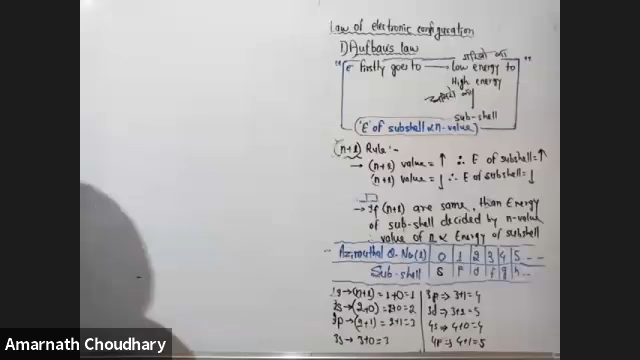 Law of electronic configuration
1) Aufbau's law
"e⁻ firstly goes to → Low energy to
High energy
sub-shell
('E' of subshell ∝ n-value)
(n+l) Rule:-
→ (n+l) value = ↑ ∴ E of subshell = ↑
(n+l) value = ↓ ∴ E of subshell = ↓
→ If (n+l) are same, than Energy
of sub-shell decided by n-value
value of n ∝ Energy of subshell
Azimuthal Q. No (l) 0 1 2 3 4 5 ...
Sub-shell s p d f g h ...
1s → (n+l) = 1+0 = 1
2s → (2+0) = 2+0 = 2
2p → (2+1) = 2+1 = 3
3s → 3+0 = 3
3p ⇒ 3+1 = 4
3d ⇒ 3+2 = 5
4s ⇒ 4+0 = 4
4p ⇒ 4+1 = 5
Amarnath Choudhary